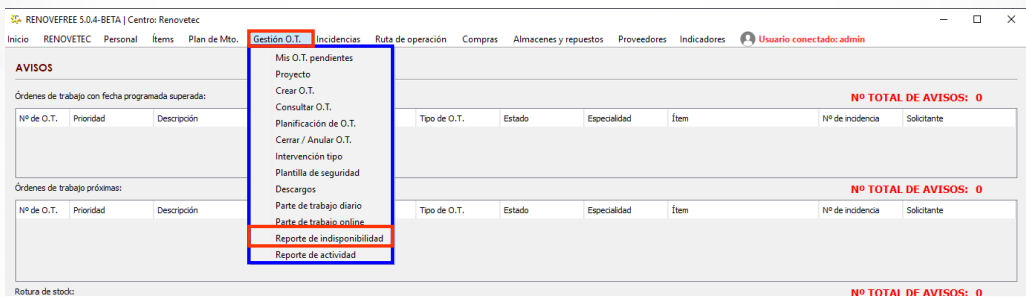 RENOVEFREE 5.0.4-BETA | Centro: Renovetec
Inicio RENOVETEC Personal Ítems Plan de Mto. Gestión O.T. Incidencias Ruta de operación Compras Almacenes y repuestos Proveedores Indicadores Usuario conectado: admin
AVISOS
Mis O.T. pendientes
Proyecto
Crear O.T.
Consultar O.T.
Planificación de O.T.
Cerrar / Anular O.T.
Intervención tipo
Plantilla de seguridad
Descargos
Parte de trabajo diario
Parte de trabajo online
Reporte de indisponibilidad
Reporte de actividad
Órdenes de trabajo con fecha programada superada: Nº TOTAL DE AVISOS: 0
Nº de O.T. Prioridad Descripción Tipo de O.T. Estado Especialidad Ítem Nº de incidencia Solicitante
Órdenes de trabajo próximas: Nº TOTAL DE AVISOS: 0
Nº de O.T. Prioridad Descripción Tipo de O.T. Estado Especialidad Ítem Nº de incidencia Solicitante
Rotura de stock: Nº TOTAL DE AVISOS: 0